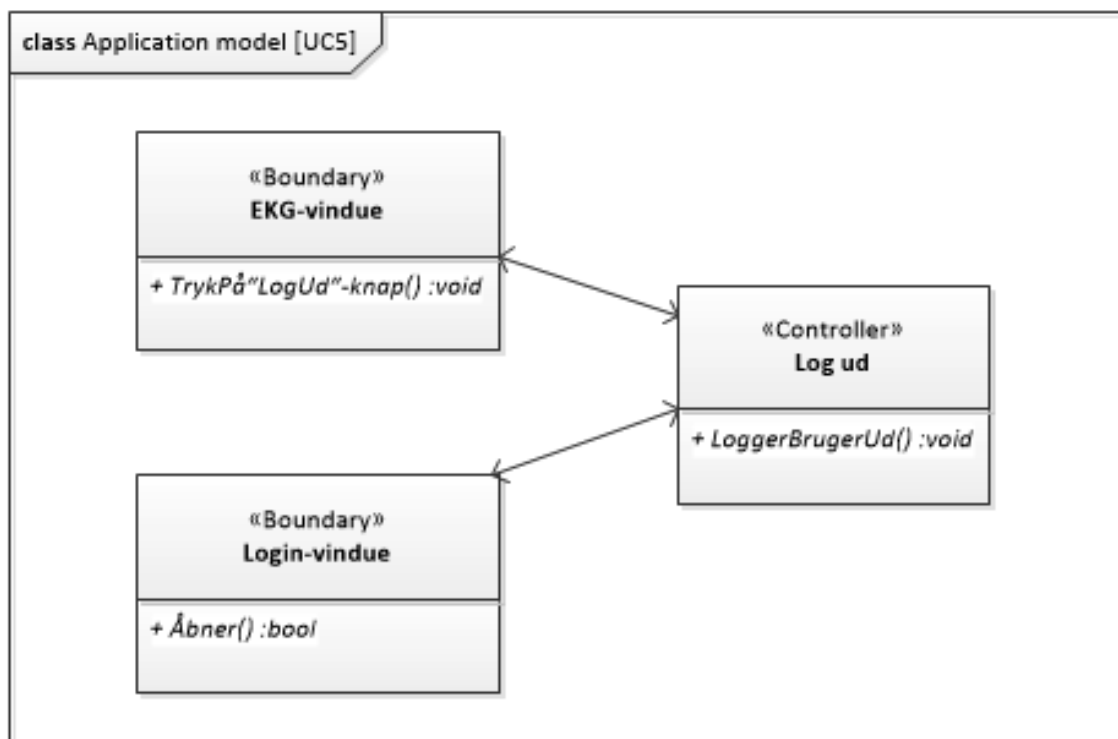 class Application model [UC5]
«Boundary»
EKG-vindue
+ TrykPå"LogUd"-knap() :void
«Controller»
Log ud
+ LoggerBrugerUd() :void
«Boundary»
Login-vindue
+ Åbner() :bool